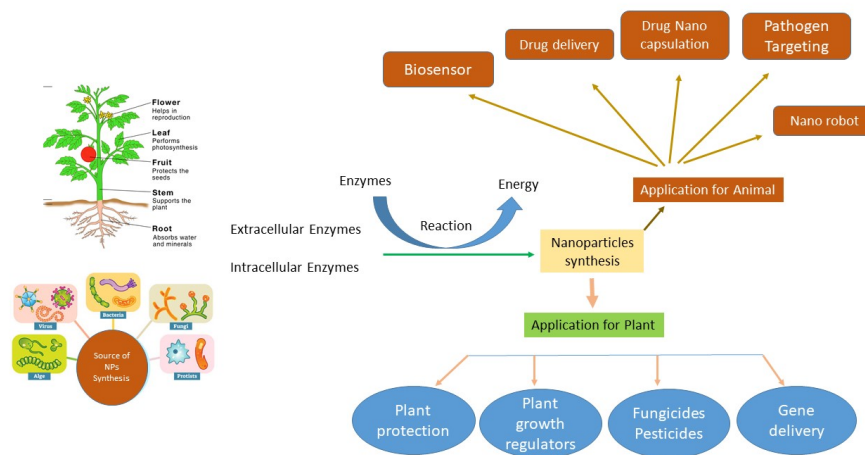 Flower
Helps in
reproduction
Leaf
Performs
photosynthesis
Fruit
Protects the
seeds
Stem
Supports the
plant
Root
Absorbs water
and minerals
Virus
Bacteria
Fungi
Alge
Protists
Source of
NPs
Synthesis
Enzymes
Energy
Reaction
Extracellular Enzymes
Intracellular Enzymes
Nanoparticles
synthesis
Biosensor
Drug delivery
Drug Nano
capsulation
Pathogen
Targeting
Nano robot
Application for Animal
Application for Plant
Plant
protection
Plant
growth
regulators
Fungicides
Pesticides
Gene
delivery